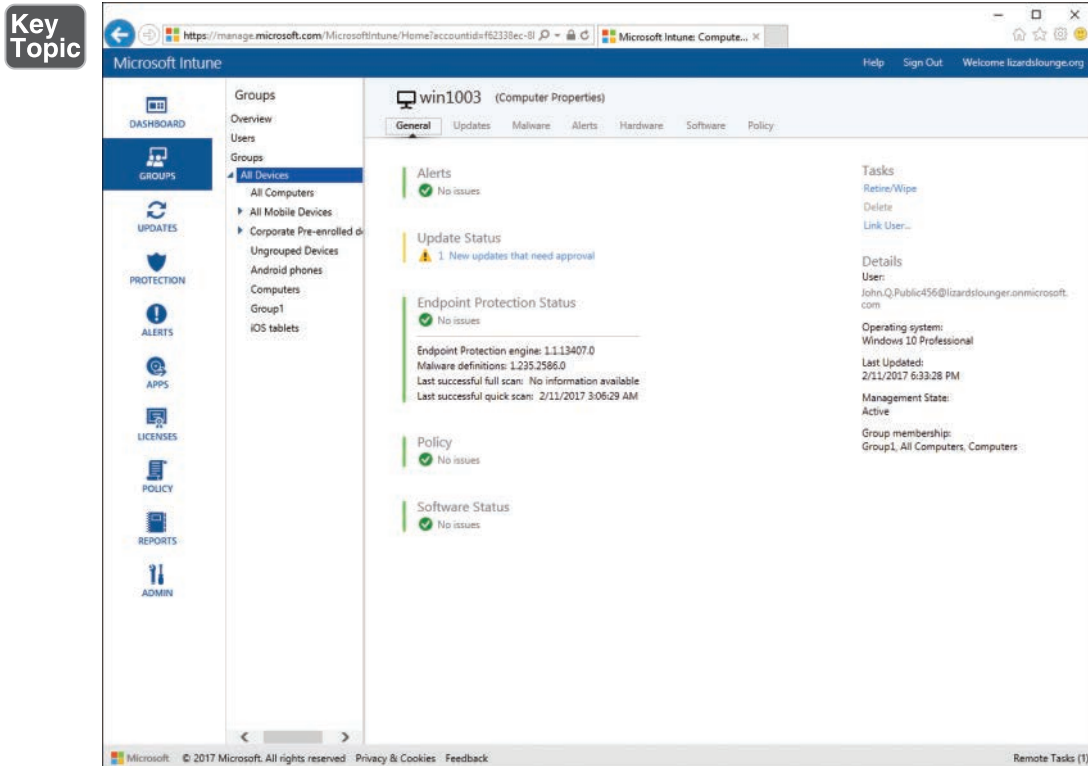 Key
Topic
https://manage.microsoft.com/MicrosoftIntune/Home?accountid=f62338ec-8
Microsoft Intune: Compute...
Microsoft Intune
Help Sign Out Welcome lizardslounge.org
DASHBOARD
GROUPS
UPDATES
PROTECTION
ALERTS
APPS
LICENSES
POLICY
REPORTS
ADMIN
Groups
Overview
Users
Groups
All Devices
All Computers
All Mobile Devices
Corporate Pre-enrolled d
Ungrouped Devices
Android phones
Computers
Group1
iOS tablets
win1003 (Computer Properties)
General Updates Malware Alerts Hardware Software Policy
Alerts
No issues
Update Status
1 New updates that need approval
Endpoint Protection Status
No issues
Endpoint Protection engine: 1.1.13407.0
Malware definitions: 1.235.2586.0
Last successful full scan: No information available
Last successful quick scan: 2/11/2017 3:06:29 AM
Policy
No issues
Software Status
No issues
Tasks
Retire/Wipe
Delete
Link User...
Details
User:
John.Q.Public456@lizardslounger.onmicrosoft.
com
Operating system:
Windows 10 Professional
Last Updated:
2/11/2017 6:33:28 PM
Management State:
Active
Group membership:
Group1, All Computers, Computers
Microsoft © 2017 Microsoft. All rights reserved Privacy & Cookies Feedback
Remote Tasks (1)